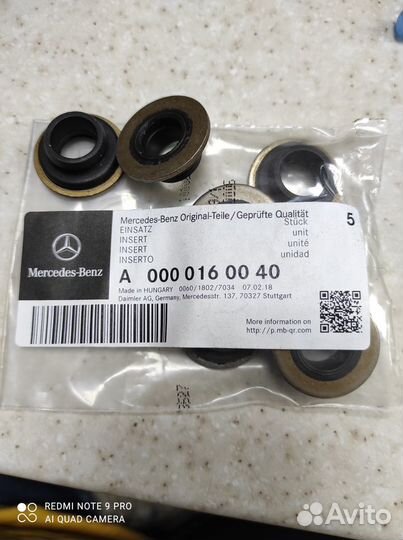 Mercedes-Benz Original-Teile/Geprüfte Qualität
EINSATZ Stück 5
INSERT unit
INSERT unité
INSERTO unidad
Mercedes-Benz
A 000 016 00 40
Made in HUNGARY 0060/1802/7034 07.02.18
Daimler AG, Germany, Mercedesstr. 137, 70327 Stuttgart
More information on
http://p.mb-qr.com
REDMI NOTE 9 PRO
AI QUAD CAMERA
Avito